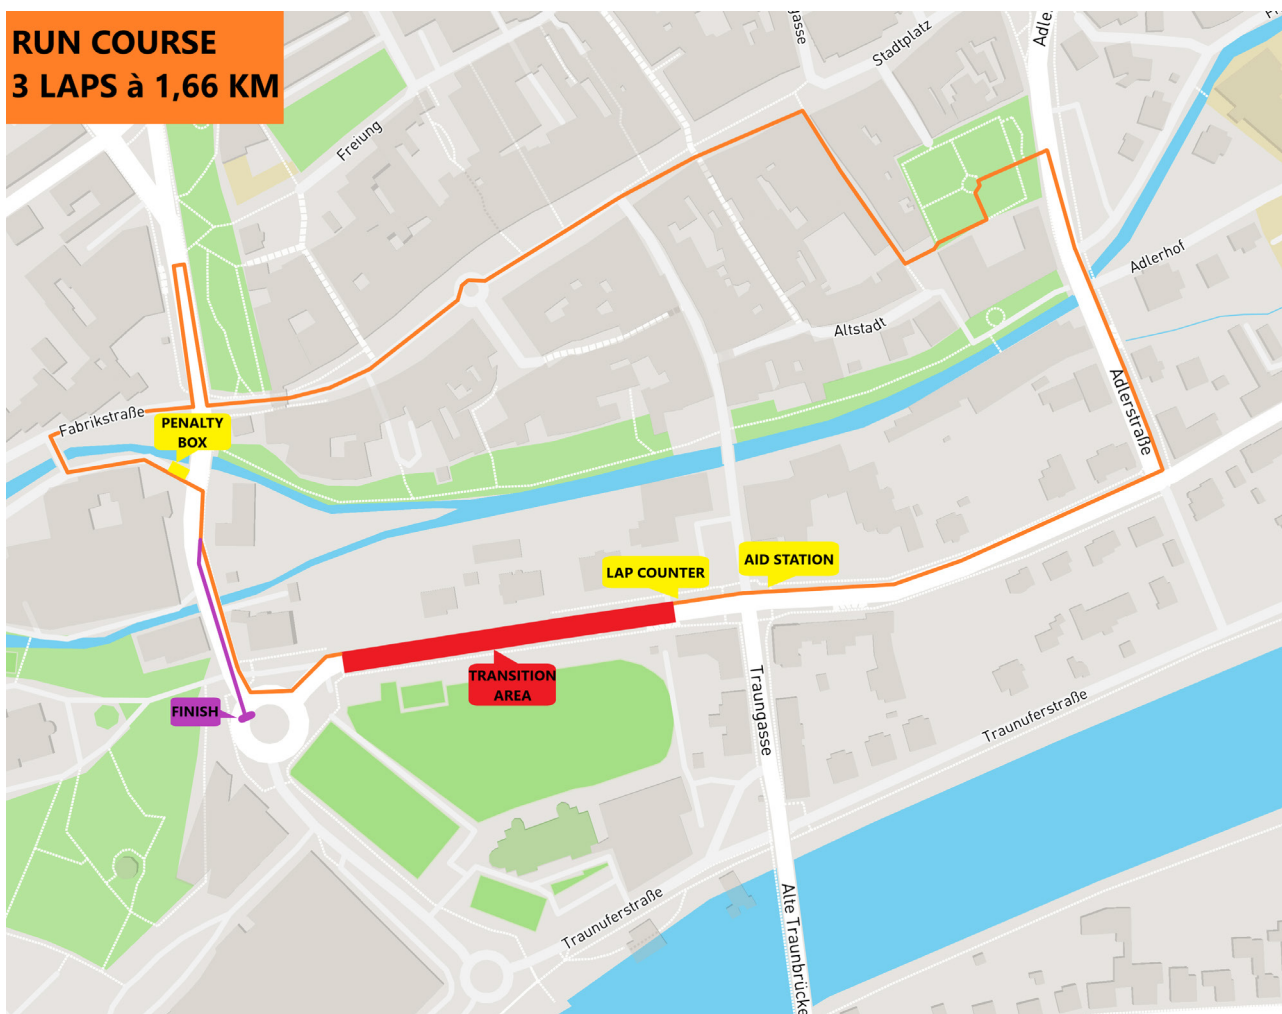 RUN COURSE
3 LAPS à 1,66 KM
Stadtplatz
Freiung
Adlerhof
Altstadt
Fabrikstraße
PENALTY
BOX
Adlerstraße
AID STATION
LAP COUNTER
TRANSITION
AREA
FINISH
Traungasse
Traunuferstraße
Traunuferstraße
Alte Traunbrücke